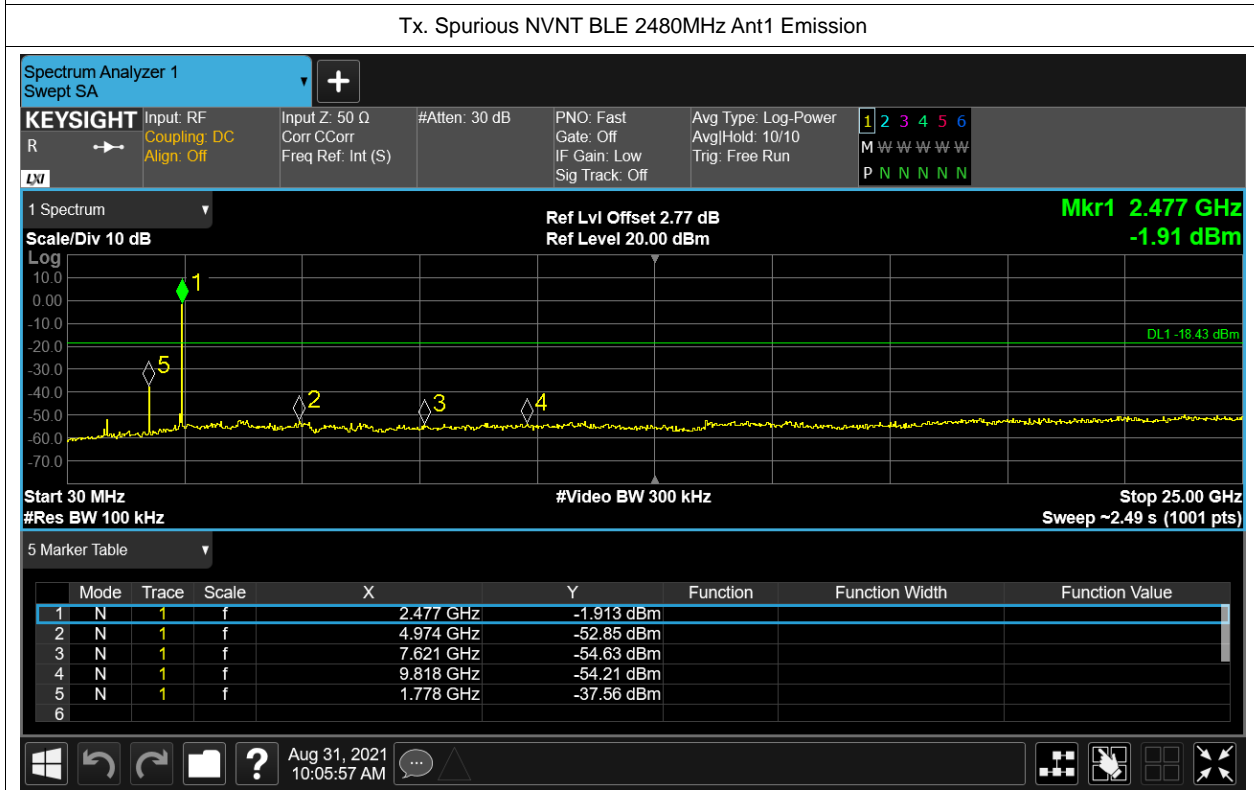 Tx. Spurious NVNT BLE 2480MHz Ant1 Emission
Spectrum Analyzer 1
Swept SA
KEYSIGHT
R
LXI
Input: RF
Coupling: DC
Align: Off
Input Z: 50 Ω
Corr CCorr
Freq Ref: Int (S)
#Atten: 30 dB
PNO: Fast
Gate: Off
IF Gain: Low
Sig Track: Off
Avg Type: Log-Power
Avg|Hold: 10/10
Trig: Free Run
1 2 3 4 5 6
M W W W W W W
P N N N N N
1 Spectrum
Scale/Div 10 dB
Ref Lvl Offset 2.77 dB
Ref Level 20.00 dBm
Mkr1 2.477 GHz
-1.91 dBm
Log
10.0
0.00
-10.0
-20.0
-30.0
-40.0
-50.0
-60.0
-70.0
1
5
2
3
4
DL1 -18.43 dBm
Start 30 MHz
#Video BW 300 kHz
Stop 25.00 GHz
#Res BW 100 kHz
Sweep ~2.49 s (1001 pts)
5 Marker Table
Mode Trace Scale X Y Function Function Width Function Value
1 N 1 f 2.477 GHz -1.913 dBm
2 N 1 f 4.974 GHz -52.85 dBm
3 N 1 f 7.621 GHz -54.63 dBm
4 N 1 f 9.818 GHz -54.21 dBm
5 N 1 f 1.778 GHz -37.56 dBm
6
?
Aug 31, 2021
10:05:57 AM